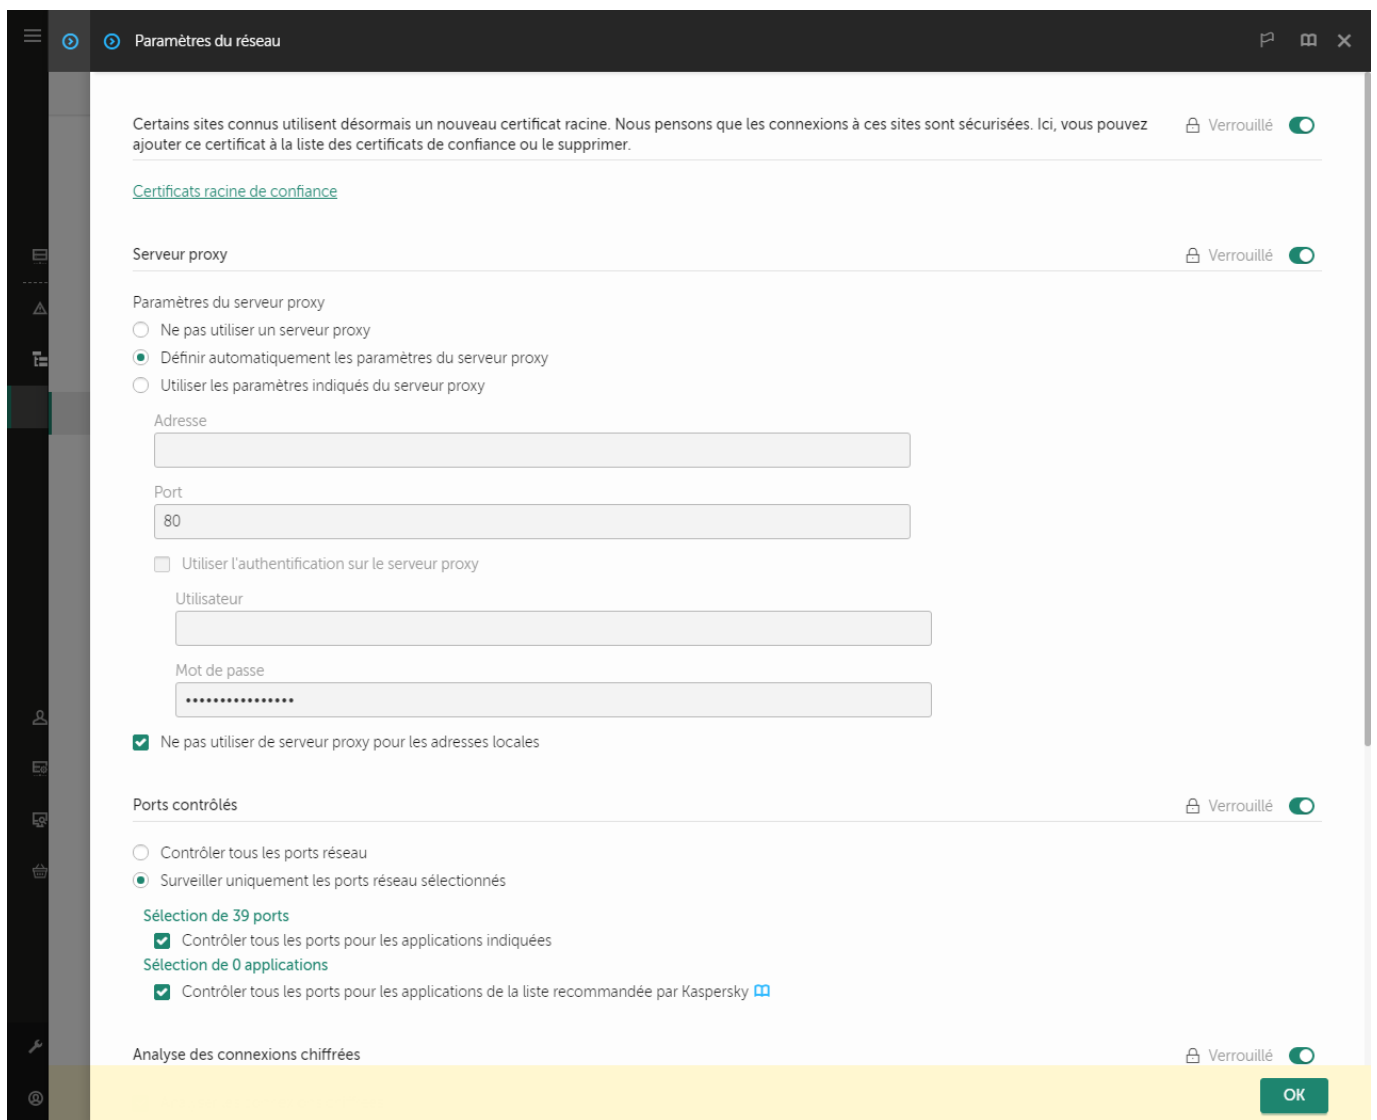 Paramètres du réseau
Certains sites connus utilisent désormais un nouveau certificat racine. Nous pensons que les connexions à ces sites sont sécurisées. Ici, vous pouvez
ajouter ce certificat à la liste des certificats de confiance ou le supprimer.
Verrouillé
Certificats racine de confiance
Serveur proxy
Verrouillé
Paramètres du serveur proxy
Ne pas utiliser un serveur proxy
Définir automatiquement les paramètres du serveur proxy
Utiliser les paramètres indiqués du serveur proxy
Adresse
Port
80
Utiliser l'authentification sur le serveur proxy
Utilisateur
Mot de passe
••••••••••••••••
Ne pas utiliser de serveur proxy pour les adresses locales
Ports contrôlés
Verrouillé
Contrôler tous les ports réseau
Surveiller uniquement les ports réseau sélectionnés
Sélection de 39 ports
Contrôler tous les ports pour les applications indiquées
Sélection de 0 applications
Contrôler tous les ports pour les applications de la liste recommandée par Kaspersky
Analyse des connexions chiffrées
Verrouillé
OK